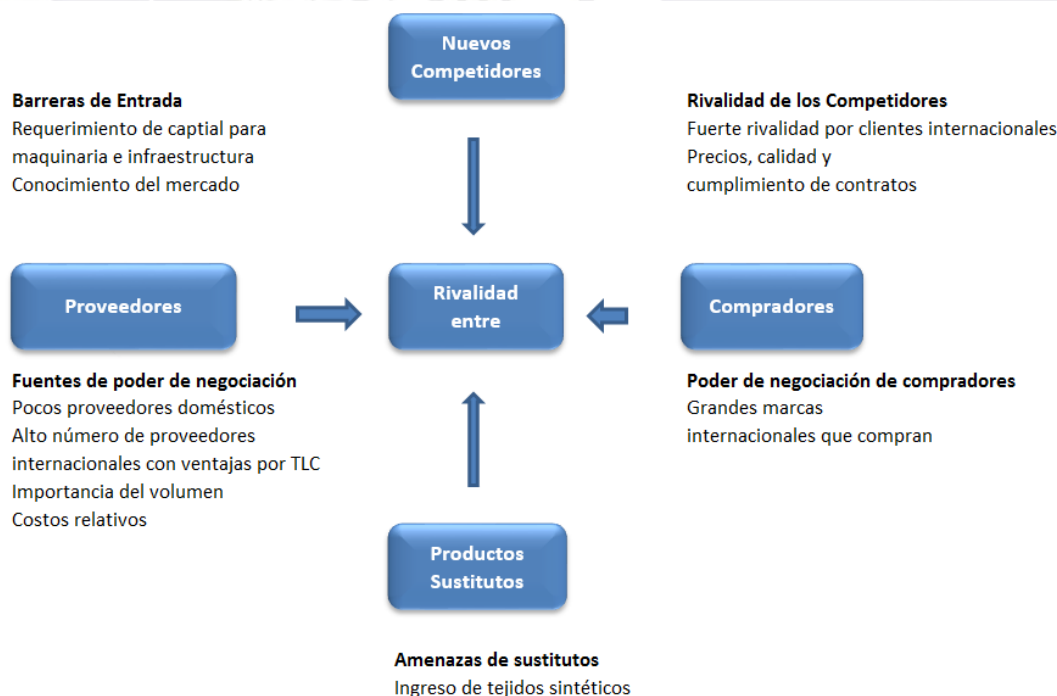 Nuevos
Competidores
Barreras de Entrada
Requerimiento de captial para
maquinaria e infraestructura
Conocimiento del mercado
Rivalidad de los Competidores
Fuerte rivalidad por clientes internacionales
Precios, calidad y
cumplimiento de contratos
Proveedores
Rivalidad
entre
Compradores
Fuentes de poder de negociación
Pocos proveedores domésticos
Alto número de proveedores
internacionales con ventajas por TLC
Importancia del volumen
Costos relativos
Poder de negociación de compradores
Grandes marcas
internacionales que compran
Productos
Sustitutos
Amenazas de sustitutos
Ingreso de tejidos sintéticos